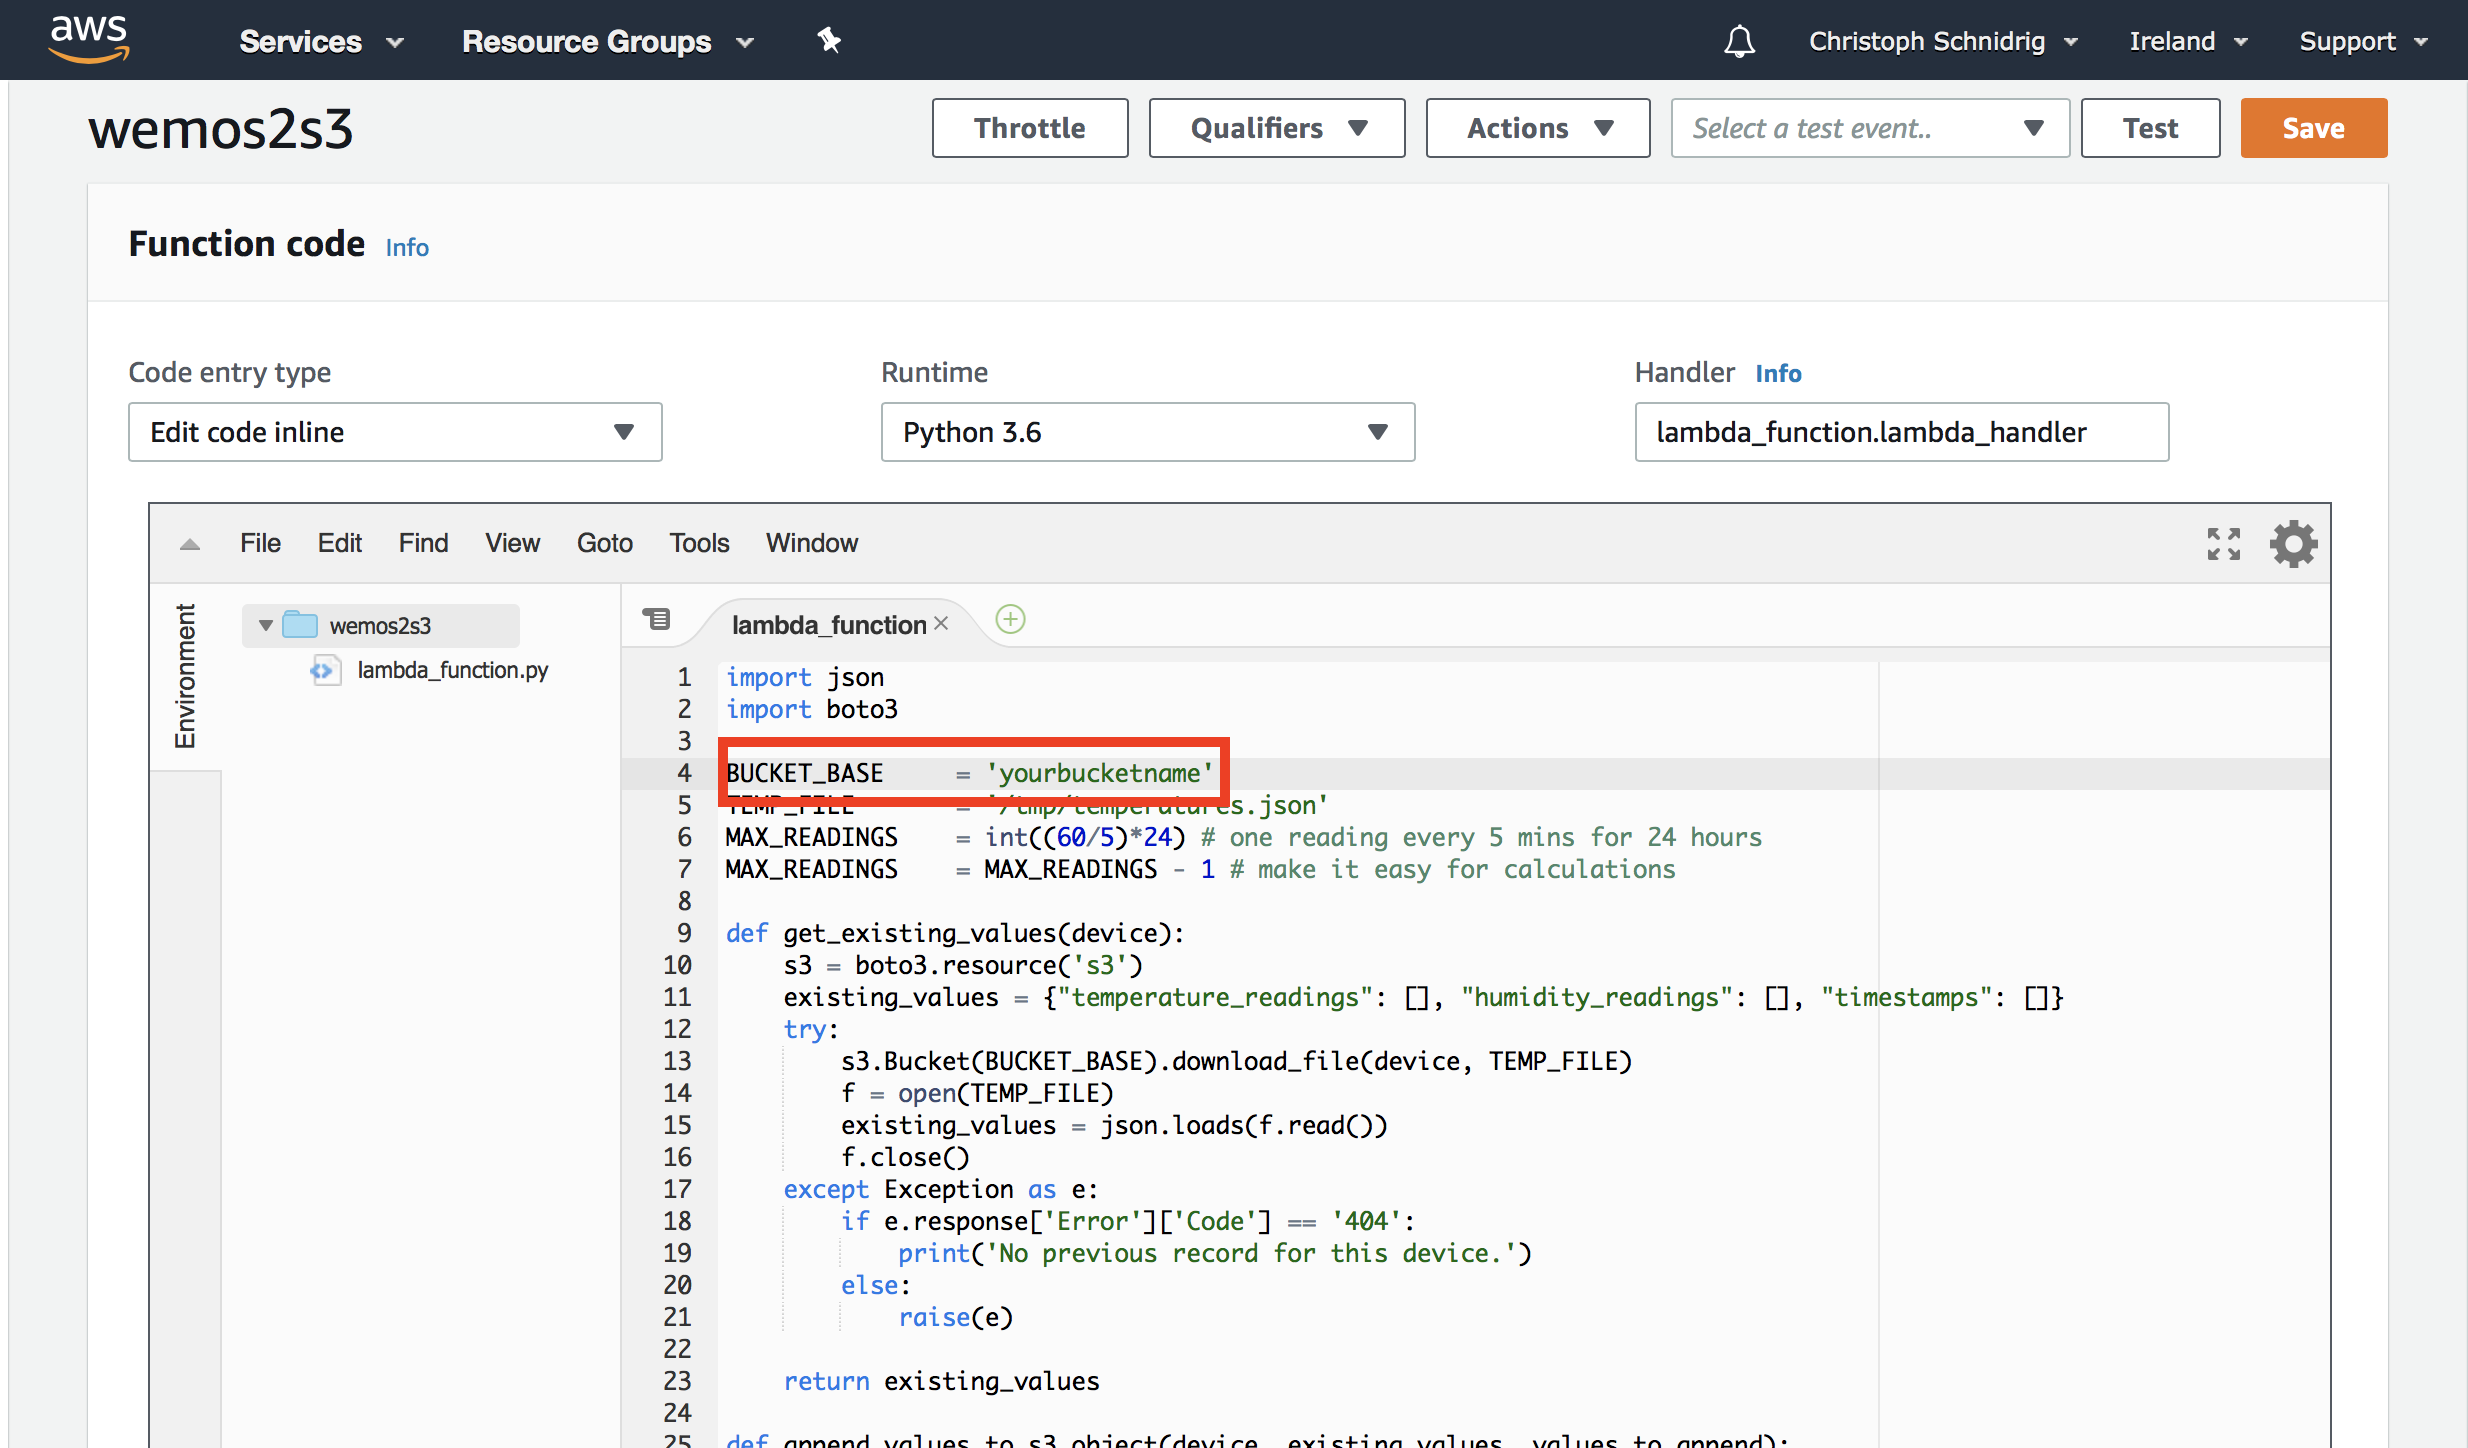 aws Services Resource Groups Christoph Schnidrig Ireland Support
wemos2s3 Throttle Qualifiers Actions Select a test event.. Test Save
Function code Info
Code entry type Runtime Handler Info
Edit code inline Python 3.6 lambda_function.lambda_handler
File Edit Find View Goto Tools Window
Environment
wemos2s3
lambda_function.py
lambda_function
1 import json
2 import boto3
3
4 BUCKET_BASE     = 'yourbucketname'
5 TEMP_FILE       = '/tmp/temperatures.json'
6 MAX_READINGS    = int((60/5)*24) # one reading every 5 mins for 24 hours
7 MAX_READINGS    = MAX_READINGS - 1 # make it easy for calculations
8
9 def get_existing_values(device):
10     s3 = boto3.resource('s3')
11     existing_values = {"temperature_readings": [], "humidity_readings": [], "timestamps": []}
12     try:
13         s3.Bucket(BUCKET_BASE).download_file(device, TEMP_FILE)
14         f = open(TEMP_FILE)
15         existing_values = json.loads(f.read())
16         f.close()
17     except Exception as e:
18         if e.response['Error']['Code'] == '404':
19             print('No previous record for this device.')
20         else:
21             raise(e)
22
23     return existing_values
24
25 def append_values_to_s3_object(device, existing_values, values_to_append):